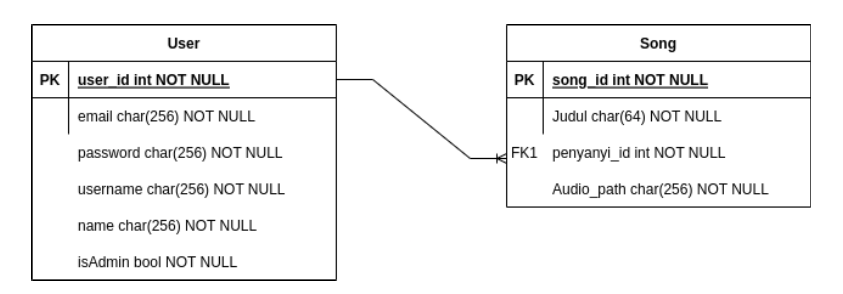 User
PK user_id int NOT NULL
email char(256) NOT NULL
password char(256) NOT NULL
username char(256) NOT NULL
name char(256) NOT NULL
isAdmin bool NOT NULL
Song
PK song_id int NOT NULL
Judul char(64) NOT NULL
FK1 penyanyi_id int NOT NULL
Audio_path char(256) NOT NULL